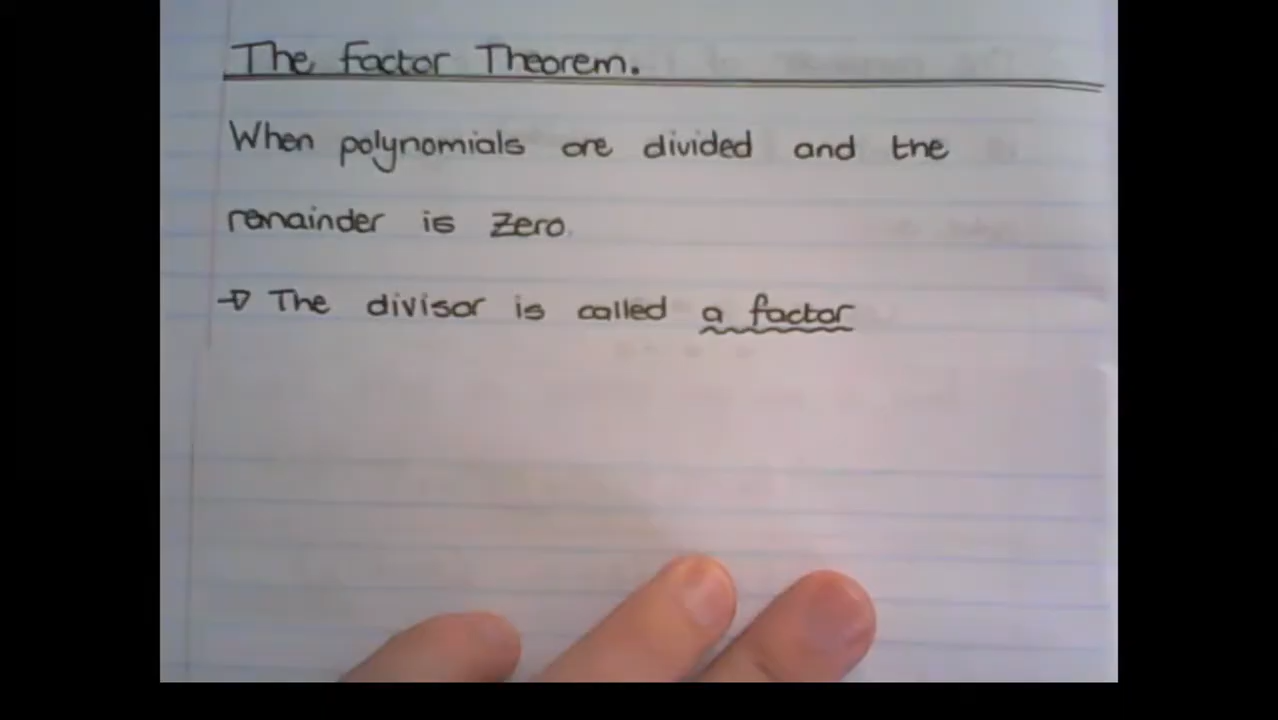 The Factor Theorem.
When polynomials are divided and the
remainder is zero.
→ The divisor is called a factor